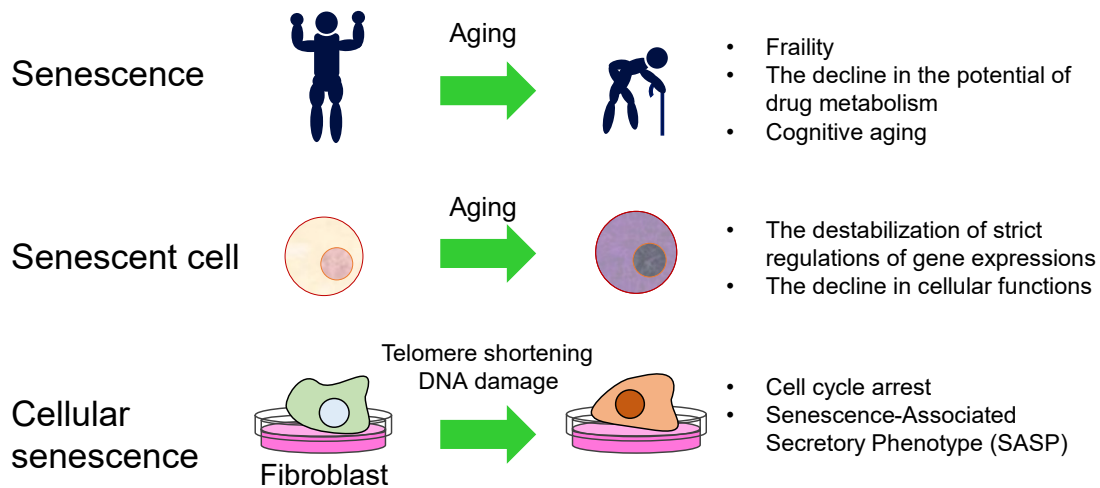 Senescence
Aging
• Fraility
• The decline in the potential of
drug metabolism
• Cognitive aging
Senescent cell
Aging
• The destabilization of strict
regulations of gene expressions
• The decline in cellular functions
Cellular
senescence
Fibroblast
Telomere shortening
DNA damage
• Cell cycle arrest
• Senescence-Associated
Secretory Phenotype (SASP)